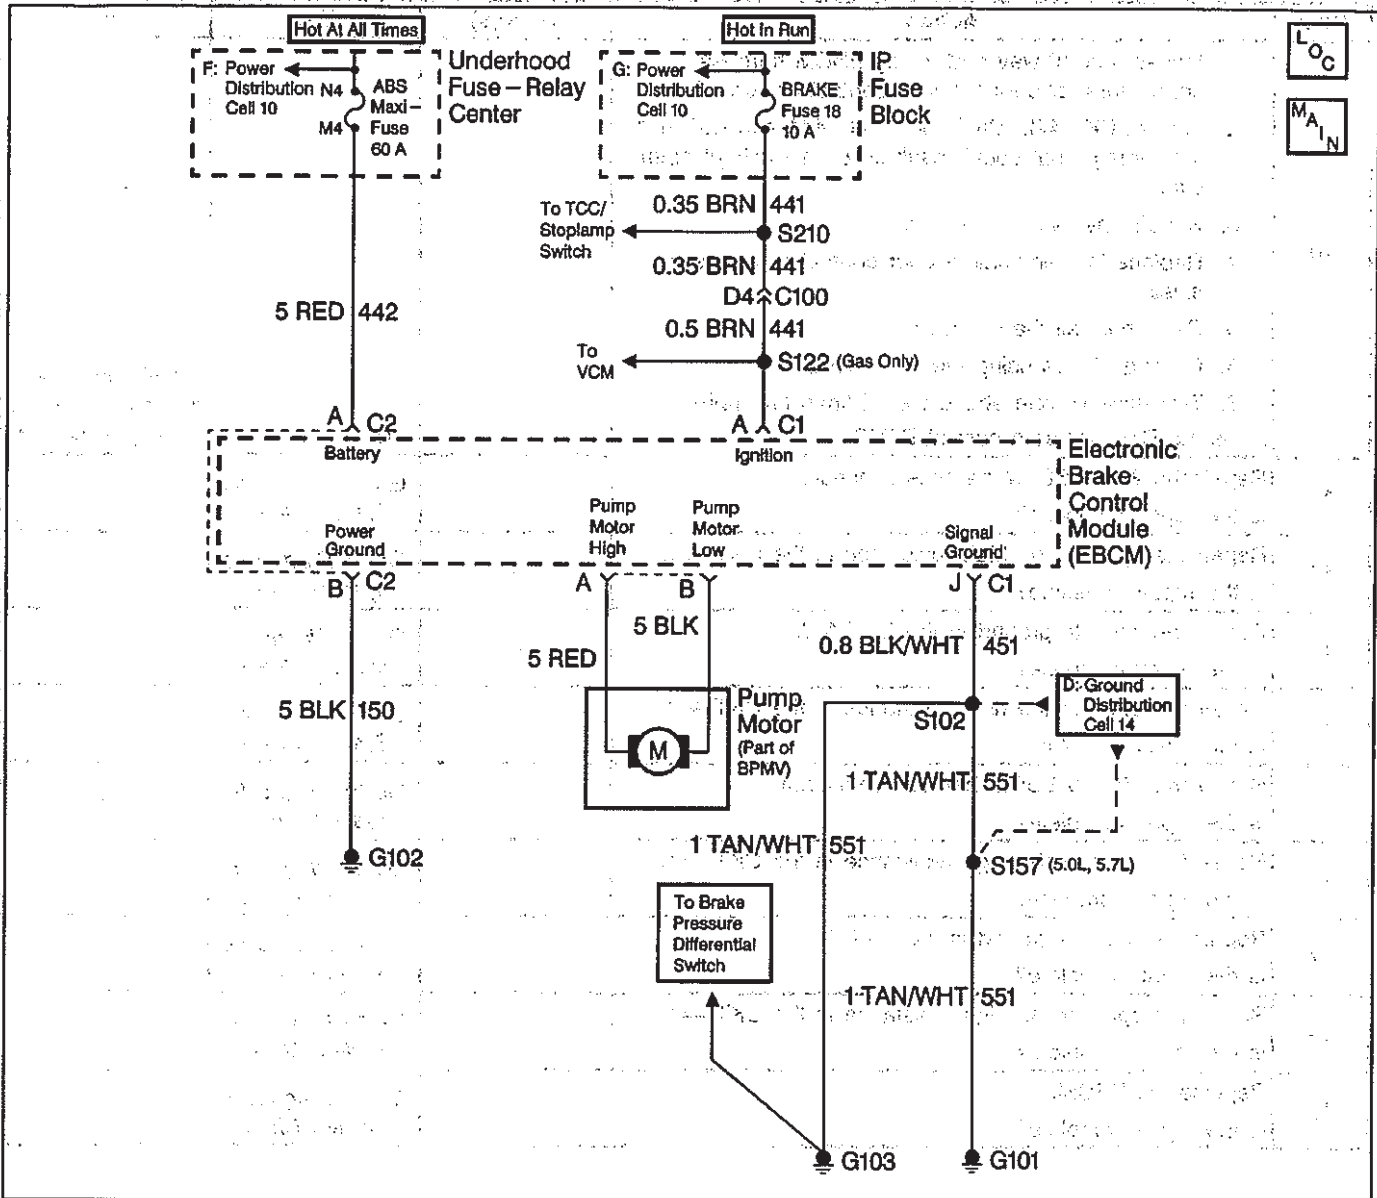 Hot At All Times
Hot In Run
L
O
C
M
A
I
N
F: Power
Distribution
Cell 10
N4
M4
ABS
Maxi–
Fuse
60 A
Underhood
Fuse – Relay
Center
G: Power
Distribution
Cell 10
BRAKE
Fuse 18
10 A
IP
Fuse
Block
0.35 BRN 441
To TCC/
Stoplamp
Switch
S210
0.35 BRN 441
D4 C100
5 RED 442
0.5 BRN 441
To
VCM
S122 (Gas Only)
A C2
A C1
Battery
Ignition
Electronic
Brake
Control
Module
(EBCM)
Power
Ground
Pump
Motor
High
Pump
Motor
Low
Signal
Ground
B C2
A
B
J C1
5 BLK
5 RED
0.8 BLK/WHT 451
5 BLK 150
Pump
Motor
(Part of
BPMV)
M
S102
D: Ground
Distribution
Cell 14
1 TAN/WHT 551
1 TAN/WHT 551
G102
S157 (5.0L, 5.7L)
To Brake
Pressure
Differential
Switch
1 TAN/WHT 551
G103
G101